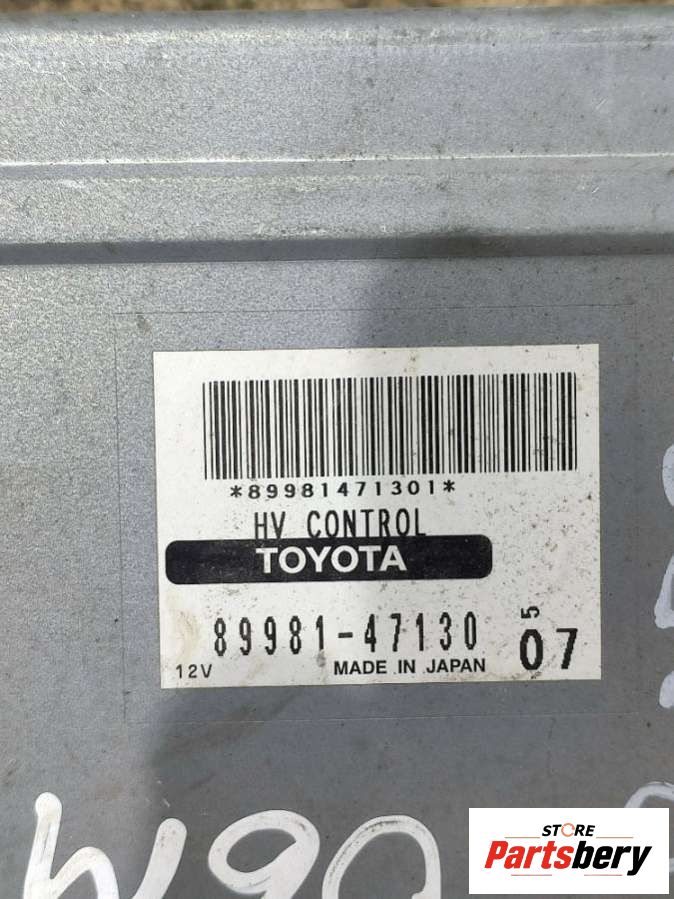 *89981471301*
HV CONTROL
TOYOTA
89981-47130
5
07
12V
MADE IN JAPAN
STORE
Partsbery